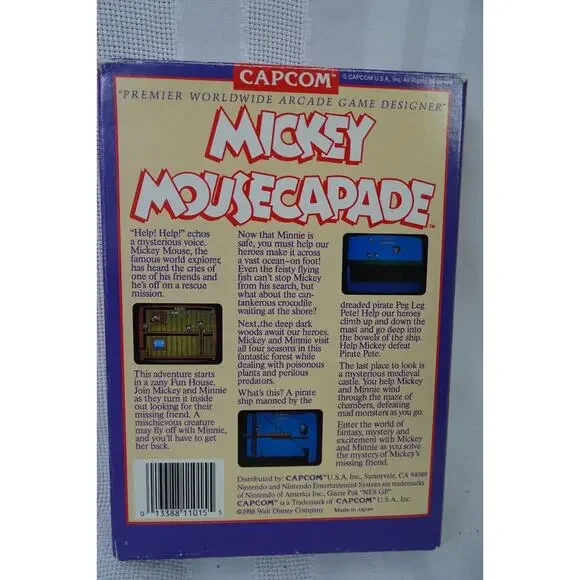 CAPCOM™
© CAPCOM U.S.A., Inc. All Rights Reserved
"PREMIER WORLDWIDE ARCADE GAME DESIGNER"
MICKEY
MOUSECAPADE™
"Help! Help!" echos
a mysterious voice.
Mickey Mouse, the
famous world explorer,
has heard the cries of
one of his friends and
he's off on a rescue
mission.
This adventure starts
in a zany Fun House.
Join Mickey and Minnie
as they turn it inside
out looking for their
missing friend. A
mischievous creature
may fly off with Minnie,
and you'll have to get
her back.
Now that Minnie is
safe, you must help our
heroes make it across
a vast ocean–on foot!
Even the feisty flying
fish can't stop Mickey
from his search, but
what about the can-
tankerous crocodile
waiting at the shore?
Next, the deep dark
woods await our heroes.
Mickey and Minnie visit
all four seasons in this
fantastic forest while
dealing with poisonous
plants and perilous
predators.
What's this? A pirate
ship manned by the
dreaded pirate Peg Leg
Pete! Help our heroes
climb up and down the
mast and go deep into
the bowels of the ship.
Help Mickey defeat
Pirate Pete.
The last place to look is
a mysterious medieval
castle. You help Mickey
and Minnie wind
through the maze of
chambers, defeating
mad monsters as you go.
Enter the world of
fantasy, mystery and
excitement with Mickey
and Minnie as you solve
the mystery of Mickey's
missing friend.
Distributed by: CAPCOM™ U.S.A. Inc., Sunnyvale, CA 94089
Nintendo and Nintendo Entertainment System are trademarks
of Nintendo of America Inc., Game Pak "NES GP."
CAPCOM™ is a Trademark of CAPCOM™ U.S.A., Inc.
©1988 Walt Disney Company Made in Japan
0 13388 11015 5